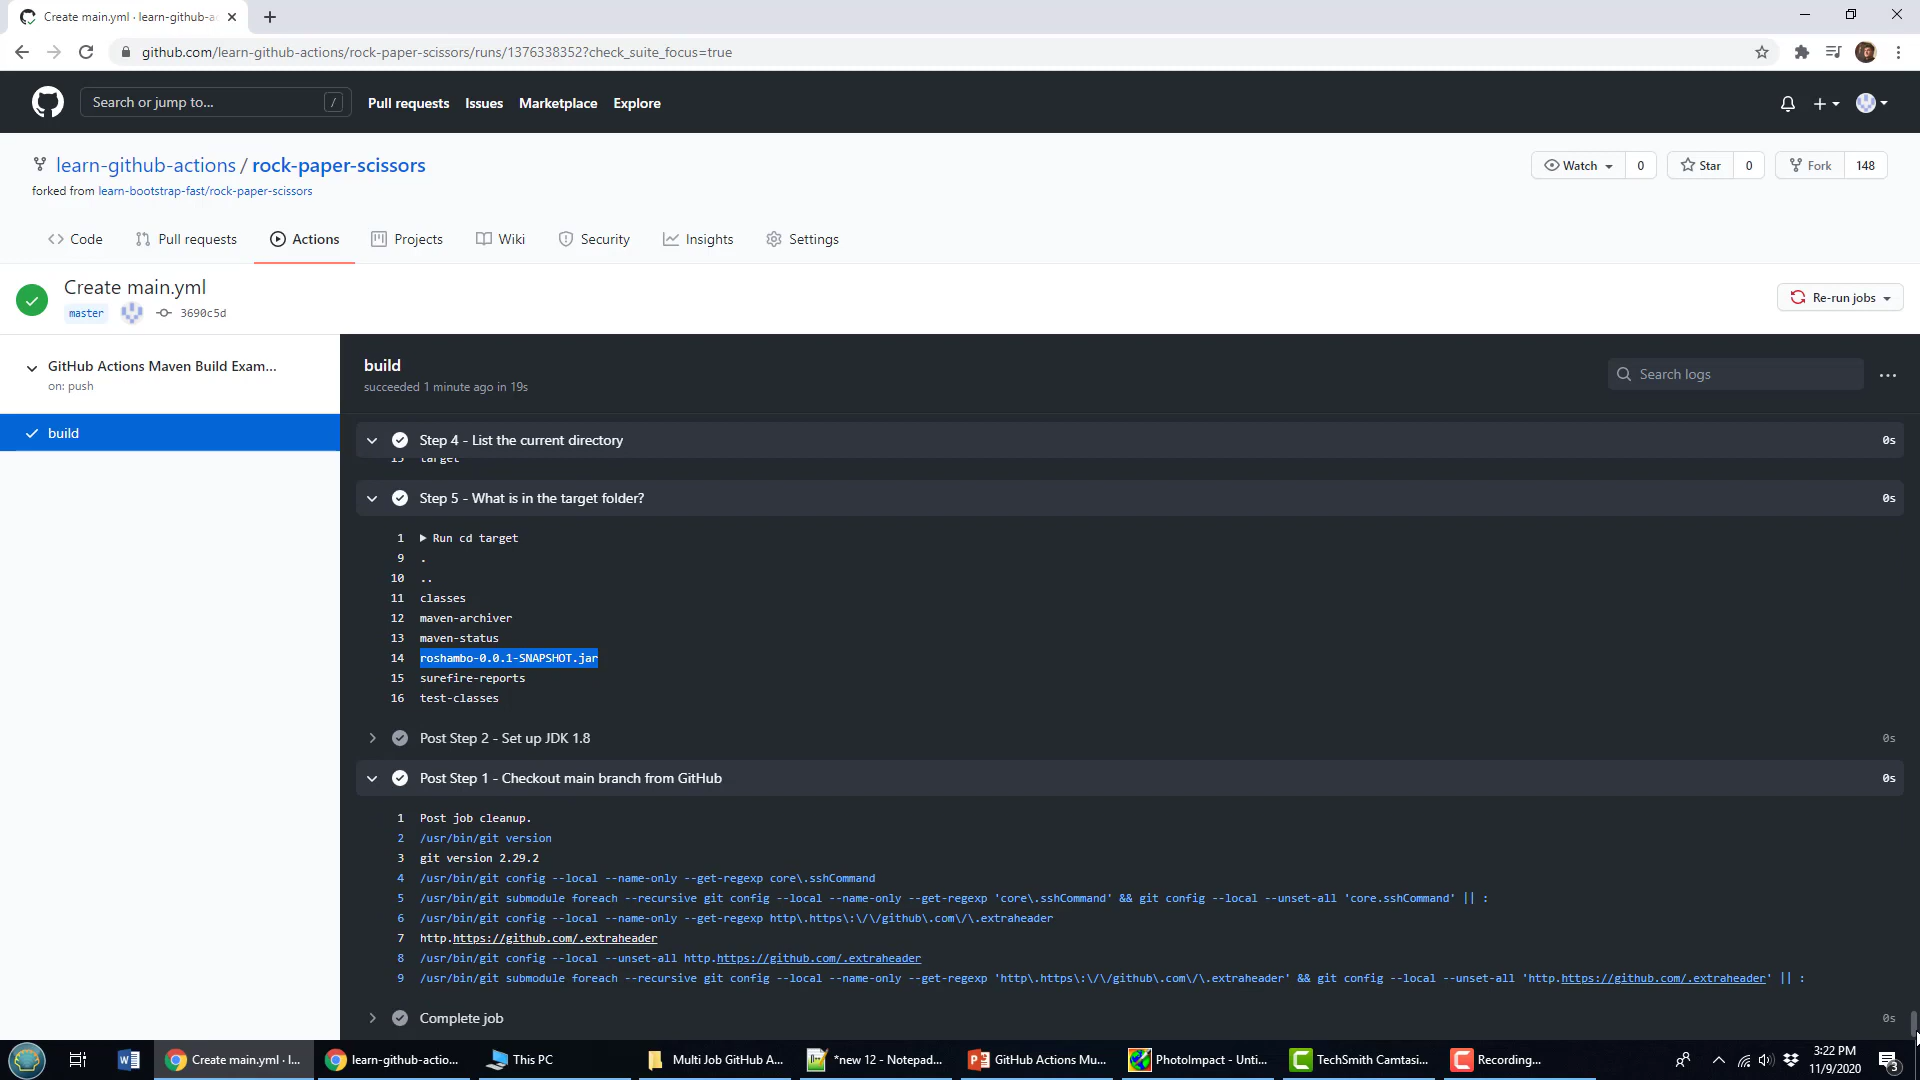 Create main.yml · learn-github-a
github.com/learn-github-actions/rock-paper-scissors/runs/1376338352?check_suite_focus=true
Search or jump to...
/
Pull requests
Issues
Marketplace
Explore
learn-github-actions / rock-paper-scissors
Watch
0
Star
0
Fork
148
forked from learn-bootstrap-fast/rock-paper-scissors
Code
Pull requests
Actions
Projects
Wiki
Security
Insights
Settings
Create main.yml
master
3690c5d
Re-run jobs
GitHub Actions Maven Build Exam...
on: push
build
build
succeeded 1 minute ago in 19s
Search logs
Step 4 - List the current directory
0s
15 target
Step 5 - What is in the target folder?
0s
1 Run cd target
9 .
10 ..
11 classes
12 maven-archiver
13 maven-status
14 roshambo-0.0.1-SNAPSHOT.jar
15 surefire-reports
16 test-classes
Post Step 2 - Set up JDK 1.8
0s
Post Step 1 - Checkout main branch from GitHub
0s
1 Post job cleanup.
2 /usr/bin/git version
3 git version 2.29.2
4 /usr/bin/git config --local --name-only --get-regexp core\.sshCommand
5 /usr/bin/git submodule foreach --recursive git config --local --name-only --get-regexp 'core\.sshCommand' && git config --local --unset-all 'core.sshCommand' || :
6 /usr/bin/git config --local --name-only --get-regexp http\.https\:\/\/github\.com\/\.extraheader
7 http.https://github.com/.extraheader
8 /usr/bin/git config --local --unset-all http.https://github.com/.extraheader
9 /usr/bin/git submodule foreach --recursive git config --local --name-only --get-regexp 'http\.https\:\/\/github\.com\/\.extraheader' && git config --local --unset-all 'http.https://github.com/.extraheader' || :
Complete job
0s
Create main.yml · l...
learn-github-actio...
This PC
Multi Job GitHub A...
*new 12 - Notepad...
GitHub Actions Mu...
PhotoImpact - Unti...
TechSmith Camtasi...
Recording...
3:22 PM
11/9/2020
3